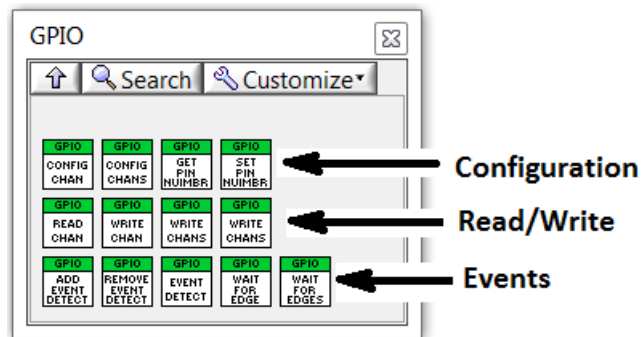 GPIO
Search Customize
GPIO GPIO GPIO GPIO
CONFIG CHAN CONFIG CHANS GET PIN NUIMBR SET PIN NUIMBR
Configuration
GPIO GPIO GPIO GPIO
READ CHAN WRITE CHAN WRITE CHANS WRITE CHANS
Read/Write
GPIO GPIO GPIO GPIO GPIO
ADD EVENT DETECT REMOVE EVENT DETECT EVENT DETECT WAIT FOR EDGE WAIT FOR EDGES
Events